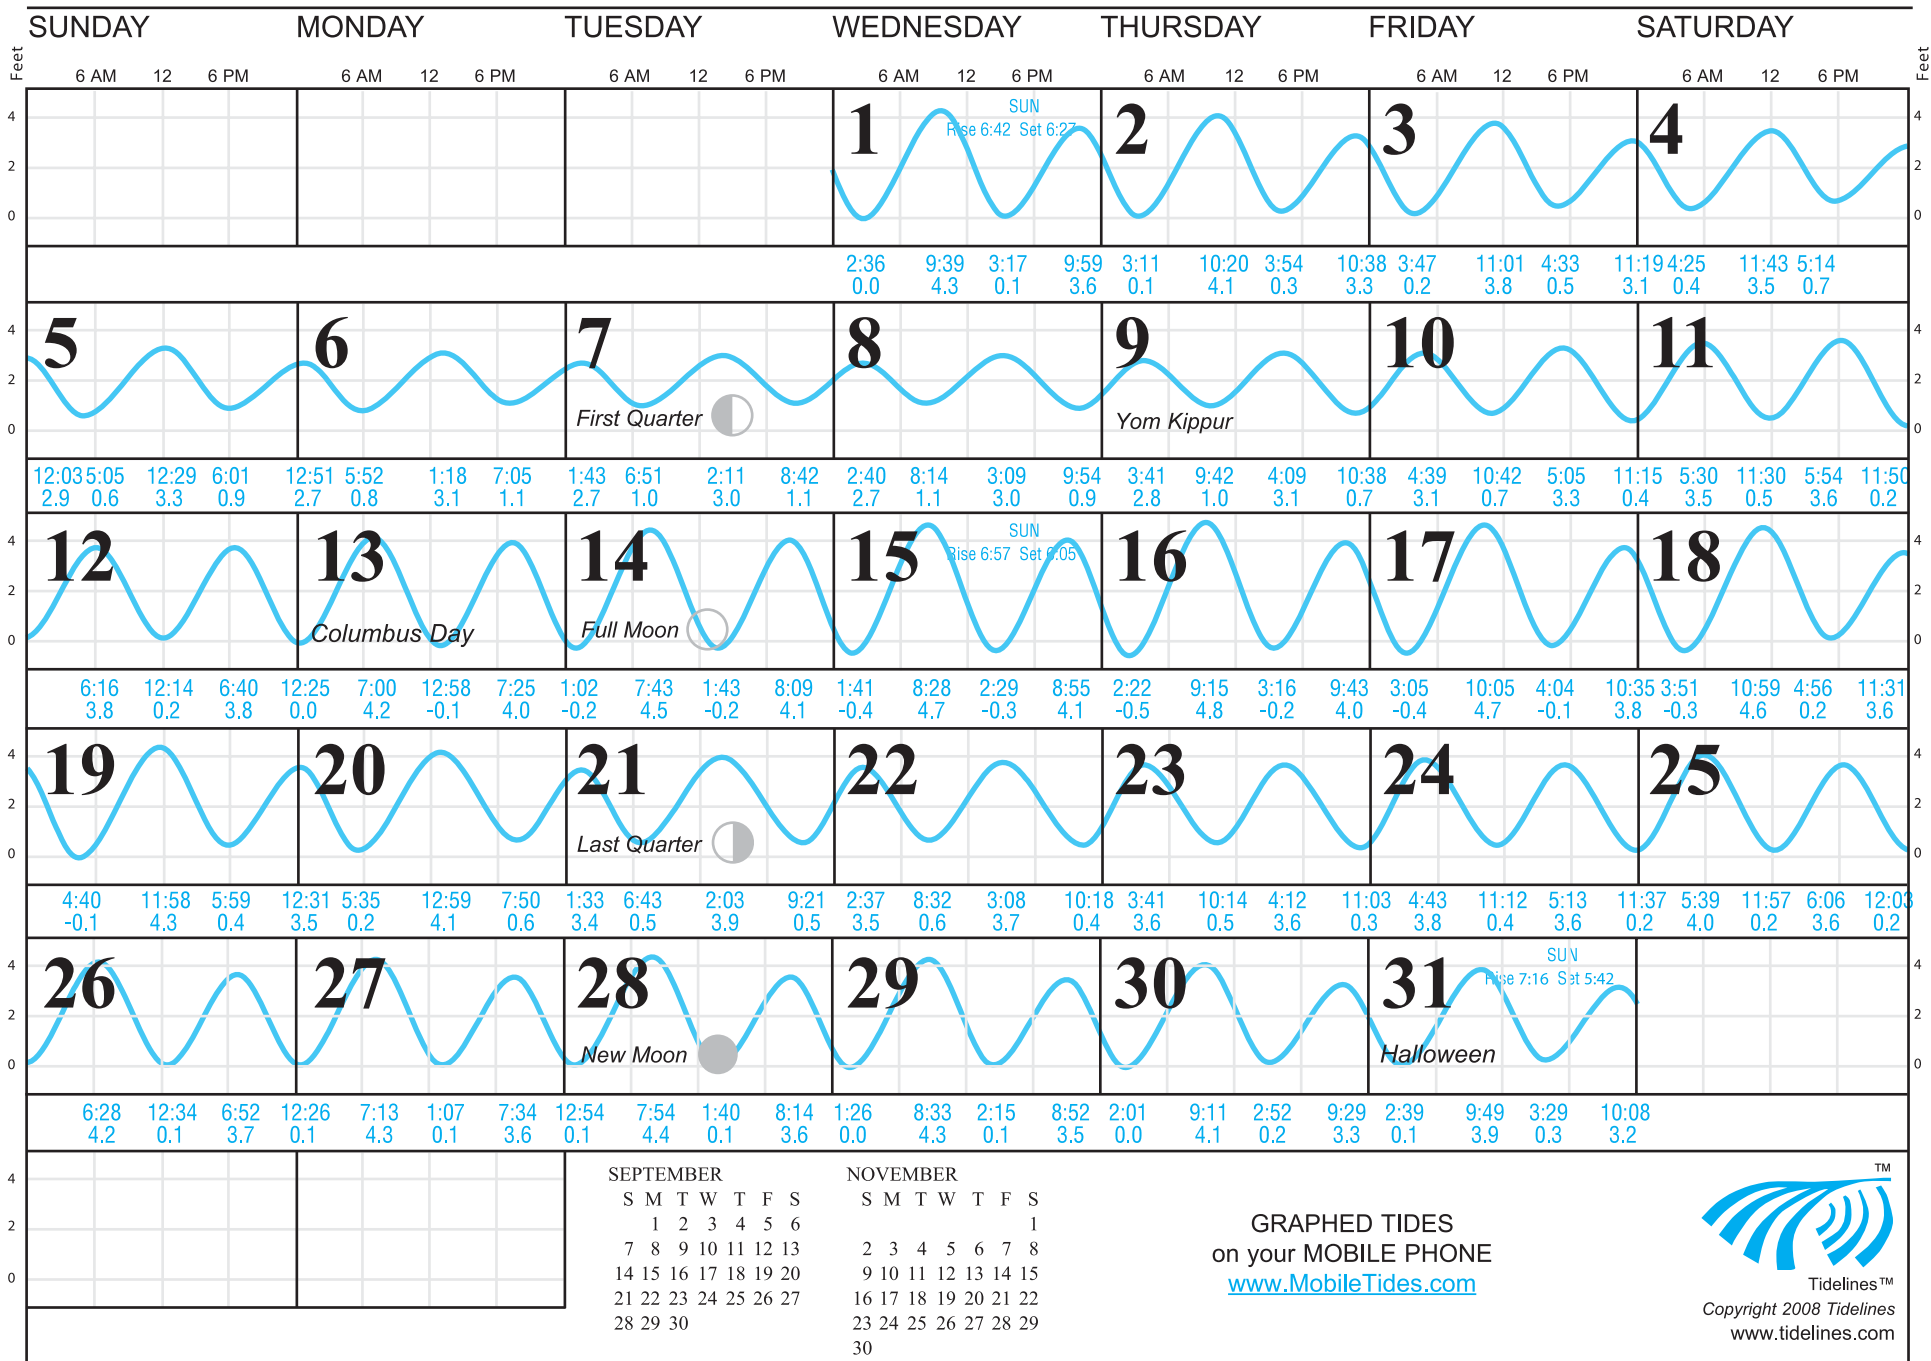 SUNDAY MONDAY TUESDAY WEDNESDAY THURSDAY FRIDAY SATURDAY
Feet 6 AM 12 6 PM 6 AM 12 6 PM 6 AM 12 6 PM 6 AM 12 6 PM 6 AM 12 6 PM 6 AM 12 6 PM 6 AM 12 6 PM Feet
SUN
4 1 Rise 6:42 Set 6:27 2 3 4 4
2 2
0 0
2:36 9:39 3:17 9:59 3:11 10:20 3:54 10:38 3:47 11:01 4:33 11:19 4:25 11:43 5:14
0.0 4.3 0.1 3.6 0.1 4.1 0.3 3.3 0.2 3.8 0.5 3.1 0.4 3.5 0.7
4 5 6 7 8 9 10 11 4
2 2
First Quarter Yom Kippur
0 0
12:03 5:05 12:29 6:01 12:51 5:52 1:18 7:05 1:43 6:51 2:11 8:42 2:40 8:14 3:09 9:54 3:41 9:42 4:09 10:38 4:39 10:42 5:05 11:15 5:30 11:30 5:54 11:50
2.9 0.6 3.3 0.9 2.7 0.8 3.1 1.1 2.7 1.0 3.0 1.1 2.7 1.1 3.0 0.9 2.8 1.0 3.1 0.7 3.1 0.7 3.3 0.4 3.5 0.5 3.6 0.2
SUN
4 12 13 14 15 Rise 6:57 Set 6:05 16 17 18 4
2 2
Columbus Day Full Moon
0 0
6:16 12:14 6:40 12:25 7:00 12:58 7:25 1:02 7:43 1:43 8:09 1:41 8:28 2:29 8:55 2:22 9:15 3:16 9:43 3:05 10:05 4:04 10:35 3:51 10:59 4:56 11:31
3.8 0.2 3.8 0.0 4.2 -0.1 4.0 -0.2 4.5 -0.2 4.1 -0.4 4.7 -0.3 4.1 -0.5 4.8 -0.2 4.0 -0.4 4.7 -0.1 3.8 -0.3 4.6 0.2 3.6
4 19 20 21 22 23 24 25 4
2 2
Last Quarter
0 0
4:40 11:58 5:59 12:31 5:35 12:59 7:50 1:33 6:43 2:03 9:21 2:37 8:32 3:08 10:18 3:41 10:14 4:12 11:03 4:43 11:12 5:13 11:37 5:39 11:57 6:06 12:03
-0.1 4.3 0.4 3.5 0.2 4.1 0.6 3.4 0.5 3.9 0.5 3.5 0.6 3.7 0.4 3.6 0.5 3.6 0.3 3.8 0.4 3.6 0.2 4.0 0.2 3.6 0.2
SUN
4 26 27 28 29 30 31 Rise 7:16 Set 5:42 4
2 2
New Moon Halloween
0 0
6:28 12:34 6:52 12:26 7:13 1:07 7:34 12:54 7:54 1:40 8:14 1:26 8:33 2:15 8:52 2:01 9:11 2:52 9:29 2:39 9:49 3:29 10:08
4.2 0.1 3.7 0.1 4.3 0.1 3.6 0.1 4.4 0.1 3.6 0.0 4.3 0.1 3.5 0.0 4.1 0.2 3.3 0.1 3.9 0.3 3.2
4
2
0
SEPTEMBER
S M T W T F S
1 2 3 4 5 6
7 8 9 10 11 12 13
14 15 16 17 18 19 20
21 22 23 24 25 26 27
28 29 30
NOVEMBER
S M T W T F S
1
2 3 4 5 6 7 8
9 10 11 12 13 14 15
16 17 18 19 20 21 22
23 24 25 26 27 28 29
30
GRAPHED TIDES
on your MOBILE PHONE
www.MobileTides.com
TM
Tidelines™
Copyright 2008 Tidelines
www.tidelines.com